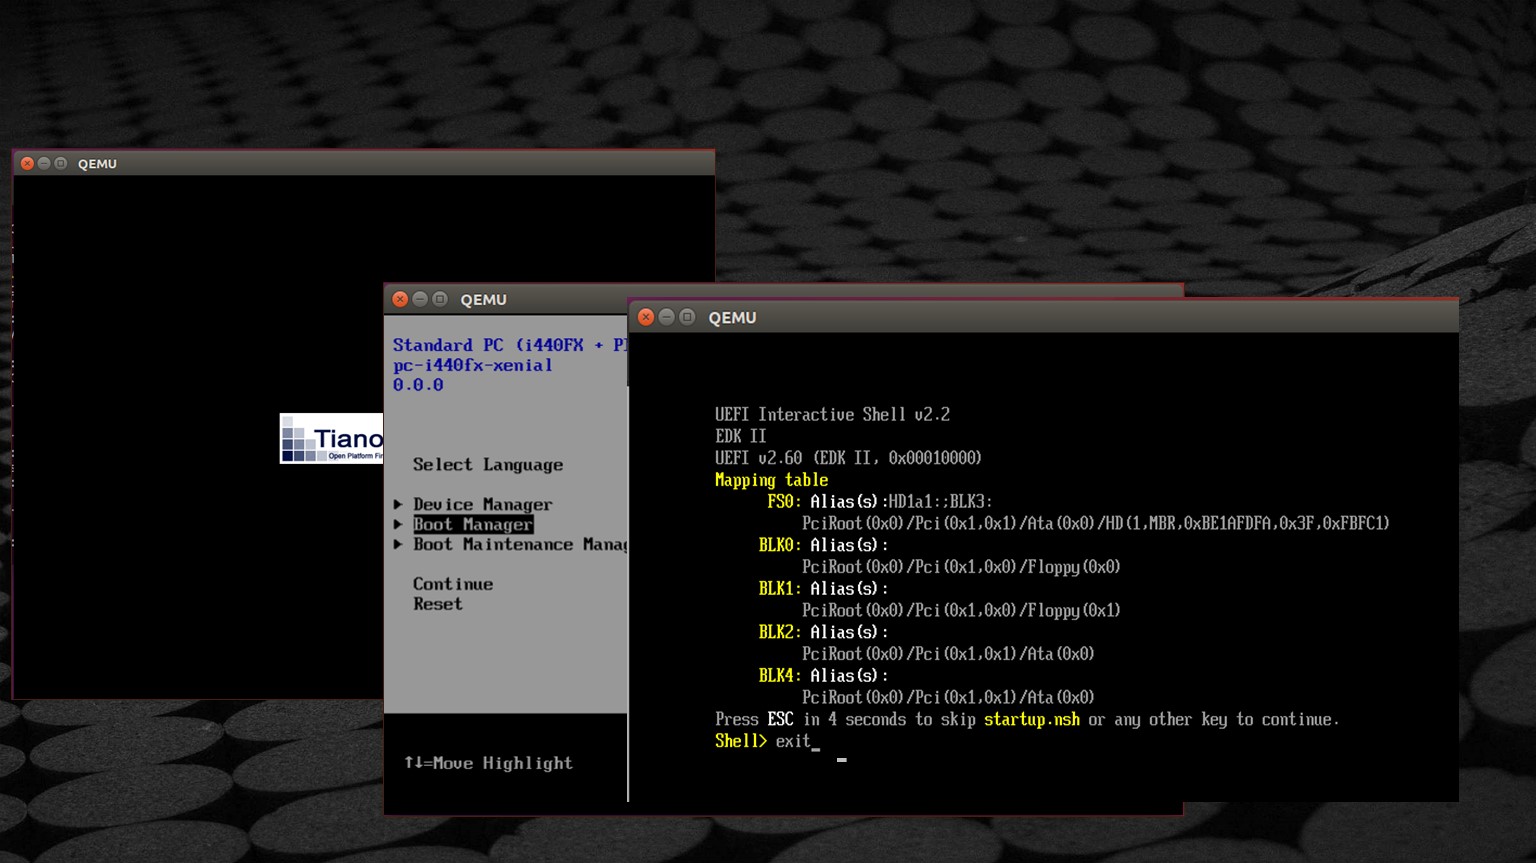 QEMU
Tiano
Open Platform Fir
QEMU
Standard PC (i440FX + P
pc-i440fx-xenial
0.0.0
Select Language
Device Manager
Boot Manager
Boot Maintenance Manag
Continue
Reset
↑↓=Move Highlight
QEMU
UEFI Interactive Shell v2.2
EDK II
UEFI v2.60 (EDK II, 0x00010000)
Mapping table
FS0: Alias(s):HD1a1:;BLK3:
PciRoot(0x0)/Pci(0x1,0x1)/Ata(0x0)/HD(1,MBR,0xBE1AFDFA,0x3F,0xFBFC1)
BLK0: Alias(s):
PciRoot(0x0)/Pci(0x1,0x0)/Floppy(0x0)
BLK1: Alias(s):
PciRoot(0x0)/Pci(0x1,0x0)/Floppy(0x1)
BLK2: Alias(s):
PciRoot(0x0)/Pci(0x1,0x1)/Ata(0x0)
BLK4: Alias(s):
PciRoot(0x0)/Pci(0x1,0x1)/Ata(0x0)
Press ESC in 4 seconds to skip startup.nsh or any other key to continue.
Shell> exit_